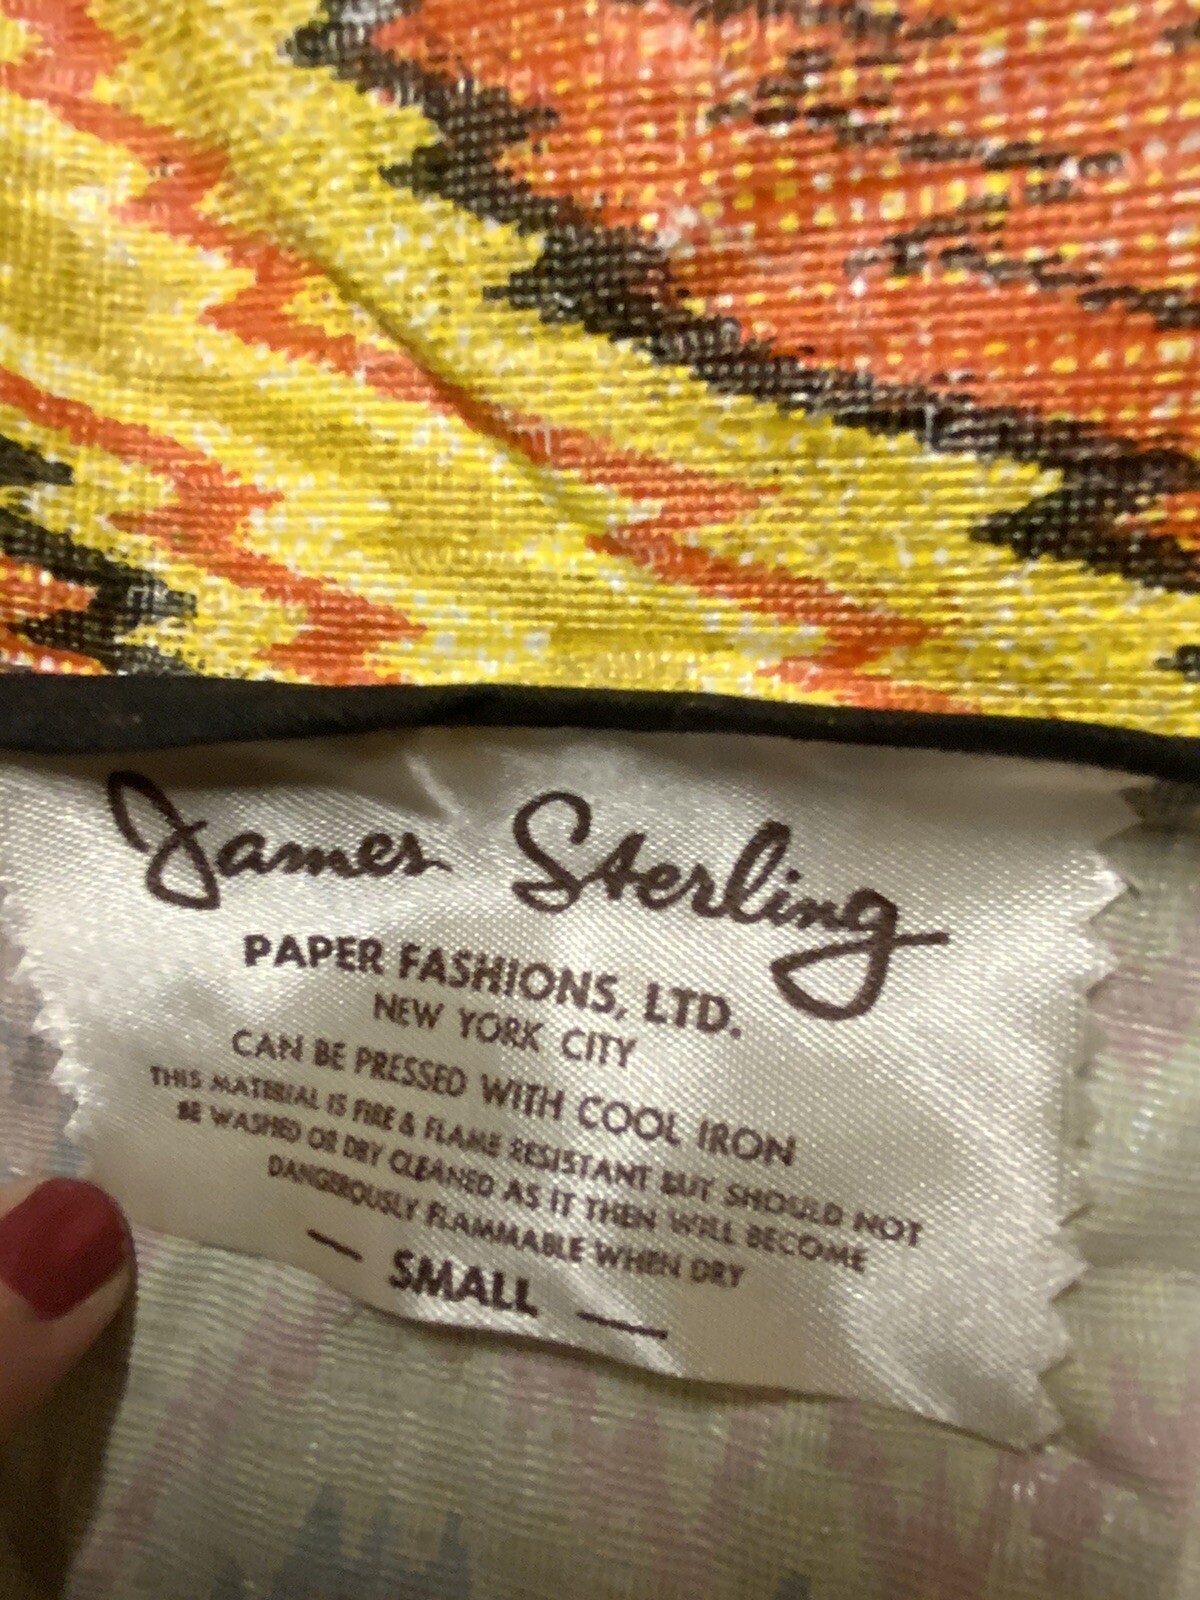 James Sterling
PAPER FASHIONS, LTD.
NEW YORK CITY
CAN BE PRESSED WITH COOL IRON
THIS MATERIAL IS FIRE & FLAME RESISTANT BUT SHOULD NOT
BE WASHED OR DRY CLEANED AS IT THEN WILL BECOME
DANGEROUSLY FLAMMABLE WHEN DRY
— SMALL —